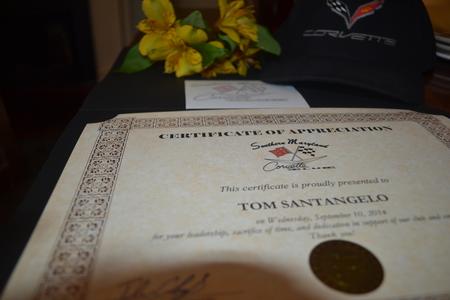 CORVETTE
CERTIFICATE OF APPRECIATION
Southern Maryland
Corvette
This certificate is proudly presented to
TOM SANTANGELO
on Wednesday, September 10, 2014
for your leadership, sacrifice of time, and dedication in support of our club and
Thank you!